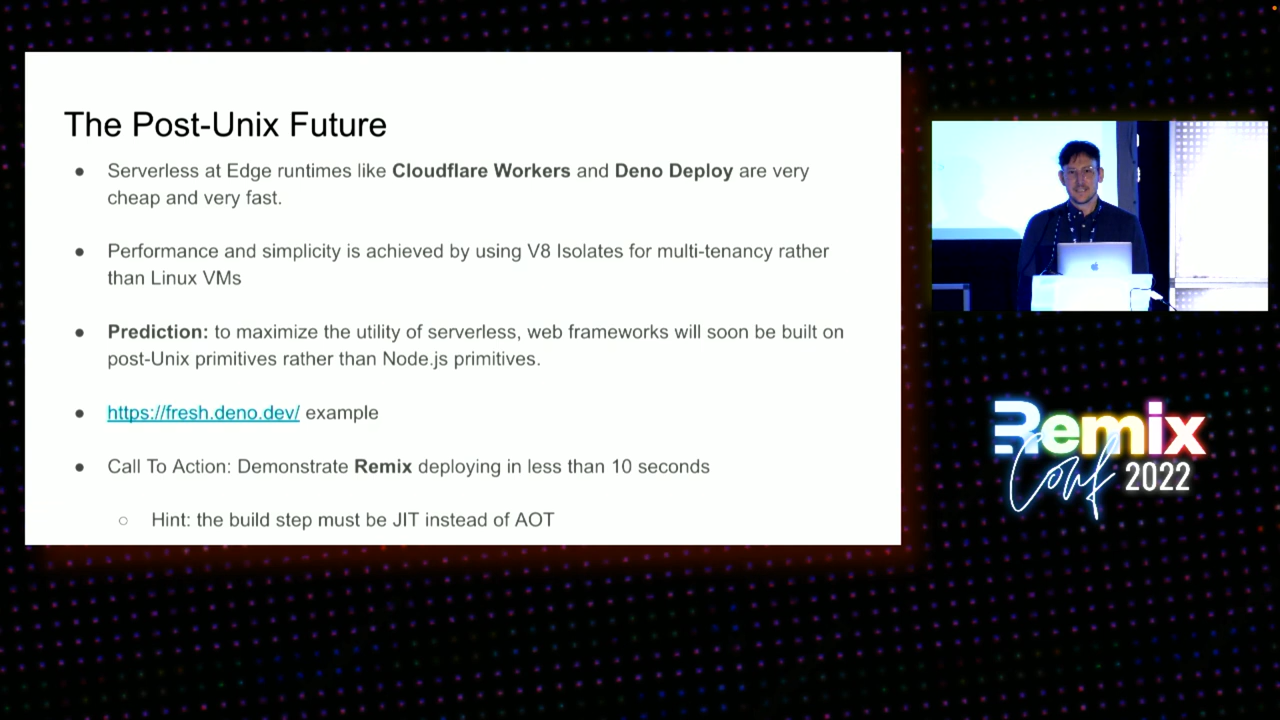 The Post-Unix Future
● Serverless at Edge runtimes like Cloudflare Workers and Deno Deploy are very
cheap and very fast.
● Performance and simplicity is achieved by using V8 Isolates for multi-tenancy rather
than Linux VMs
● Prediction: to maximize the utility of serverless, web frameworks will soon be built on
post-Unix primitives rather than Node.js primitives.
● https://fresh.deno.dev/ example
● Call To Action: Demonstrate Remix deploying in less than 10 seconds
○ Hint: the build step must be JIT instead of AOT
Remix
Conf 2022